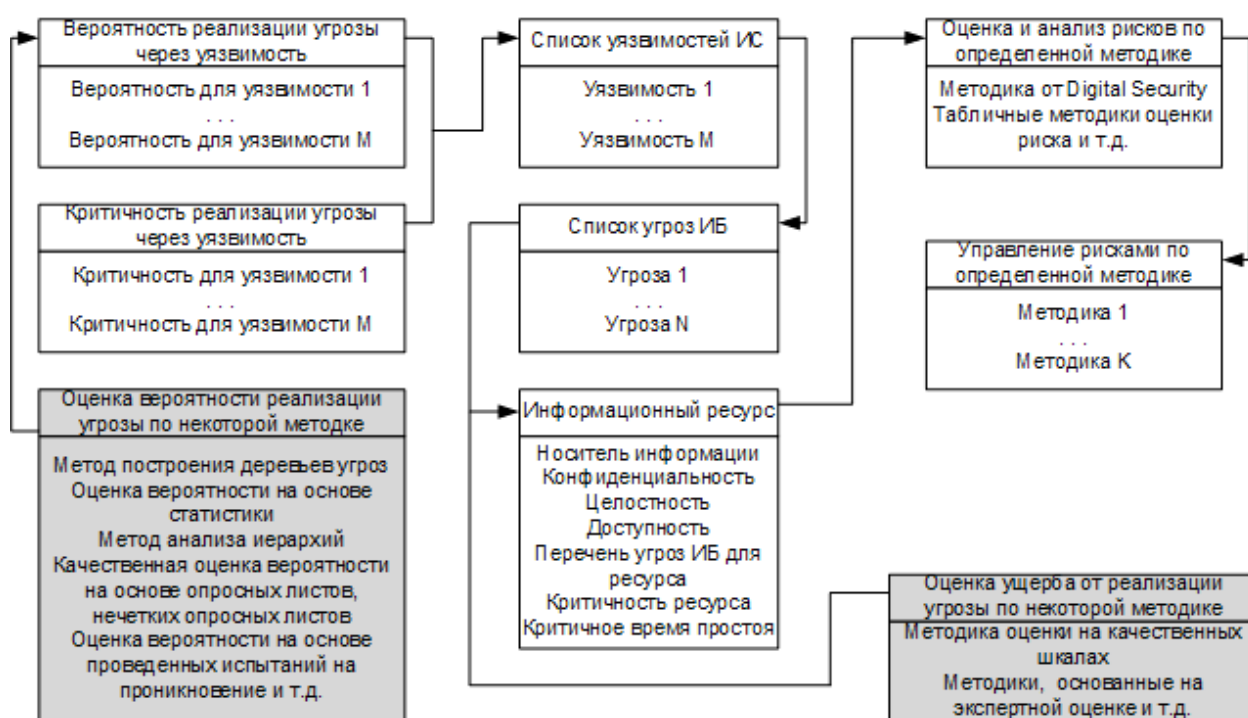 Вероятность реализации угрозы
через уязвимость
Вероятность для уязвимости 1
. . .
Вероятность для уязвимости М
Критичность реализации угрозы
через уязвимость
Критичность для уязвимости 1
. . .
Критичность для уязвимости М
Оценка вероятности реализации
угрозы по некоторой методке
Метод построения деревьев угроз
Оценка вероятности на основе
статистики
Метод анализа иерархий
Качественная оценка вероятности
на основе опросных листов,
нечетких опросных листов
Оценка вероятности на основе
проведенных испытаний на
проникновение и т.д.
Список уязвимостей ИС
Уязвимость 1
. . .
Уязвимость М
Список угроз ИБ
Угроза 1
. . .
Угроза N
Информационный ресурс
Носитель информации
Конфиденциальность
Целостность
Доступность
Перечень угроз ИБ для
ресурса
Критичность ресурса
Критичное время простоя
Оценка и анализ рисков по
определенной методике
Методика от Digital Security
Табличные методики оценки
риска и т.д.
Управление рисками по
определенной методике
Методика 1
. . .
Методика К
Оценка ущерба от реализации
угрозы по некоторой методике
Методика оценки на качественных
шкалах
Методики, основанные на
экспертной оценке и т.д.